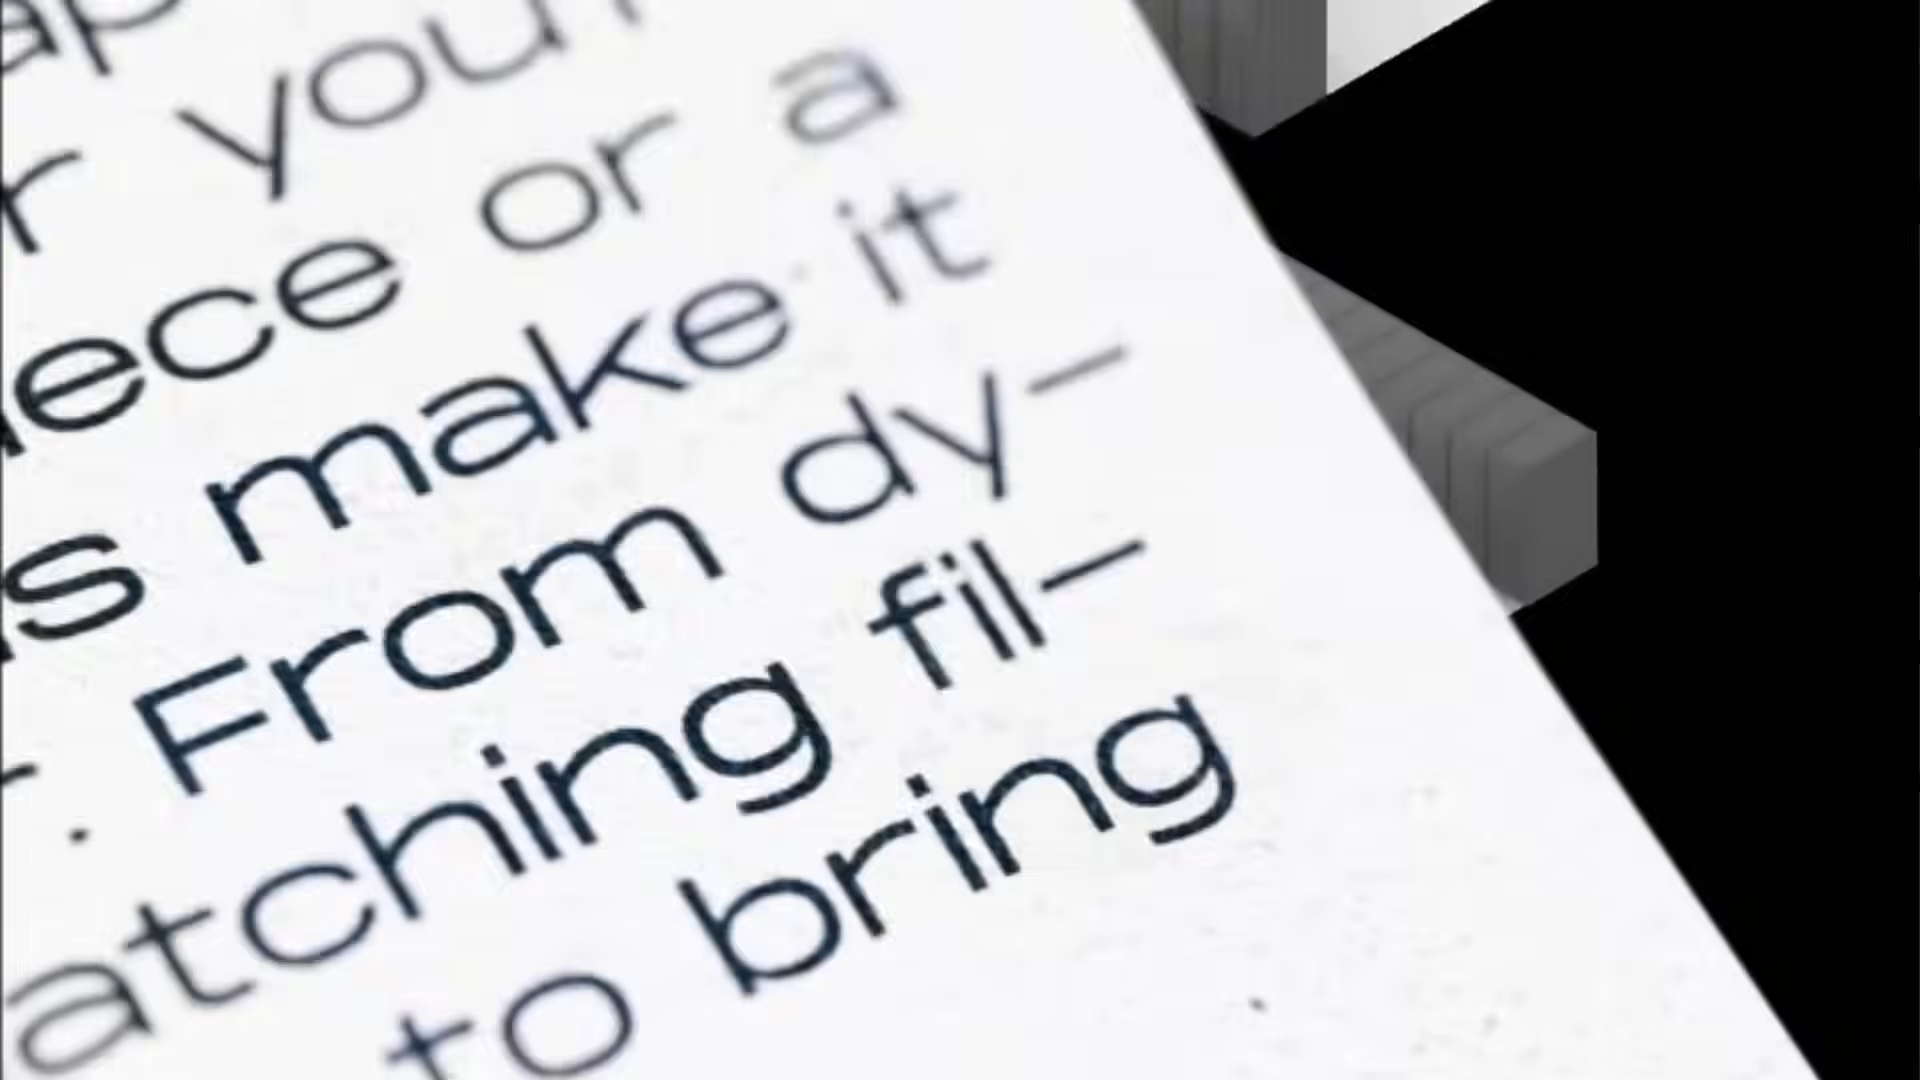 r your
ece or a
s make it
. From dy-
atching fil-
to bring